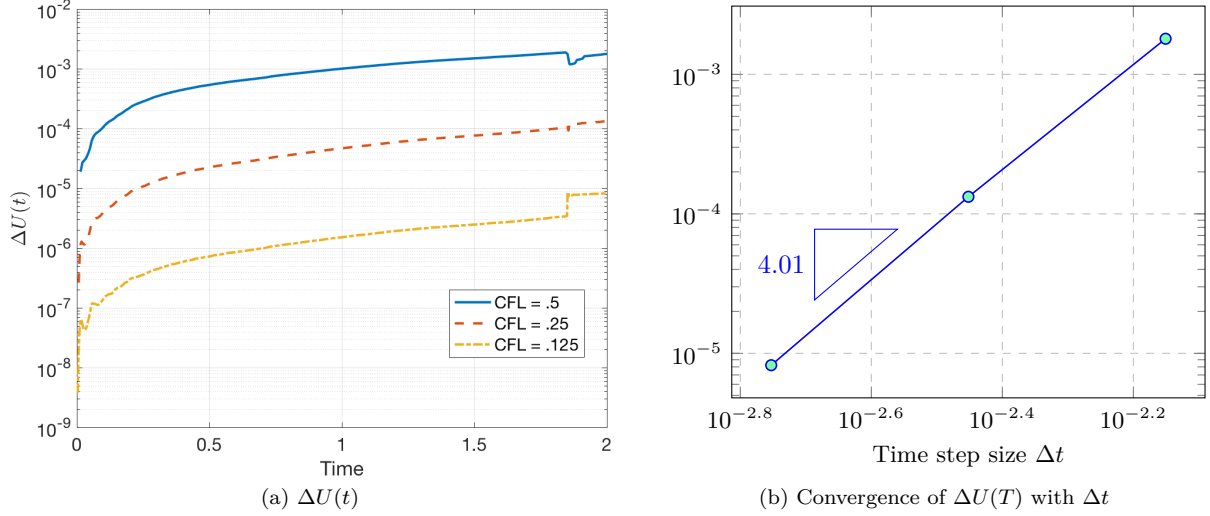 10^-2
10^-3
10^-4
10^-5
10^-6
10^-7
10^-8
10^-9
ΔU(t)
0
0.5
1
1.5
2
Time
CFL = .5
CFL = .25
CFL = .125
(a) ΔU(t)
10^-3
10^-4
10^-5
4.01
10^-2.8
10^-2.6
10^-2.4
10^-2.2
Time step size Δt
(b) Convergence of ΔU(T) with Δt